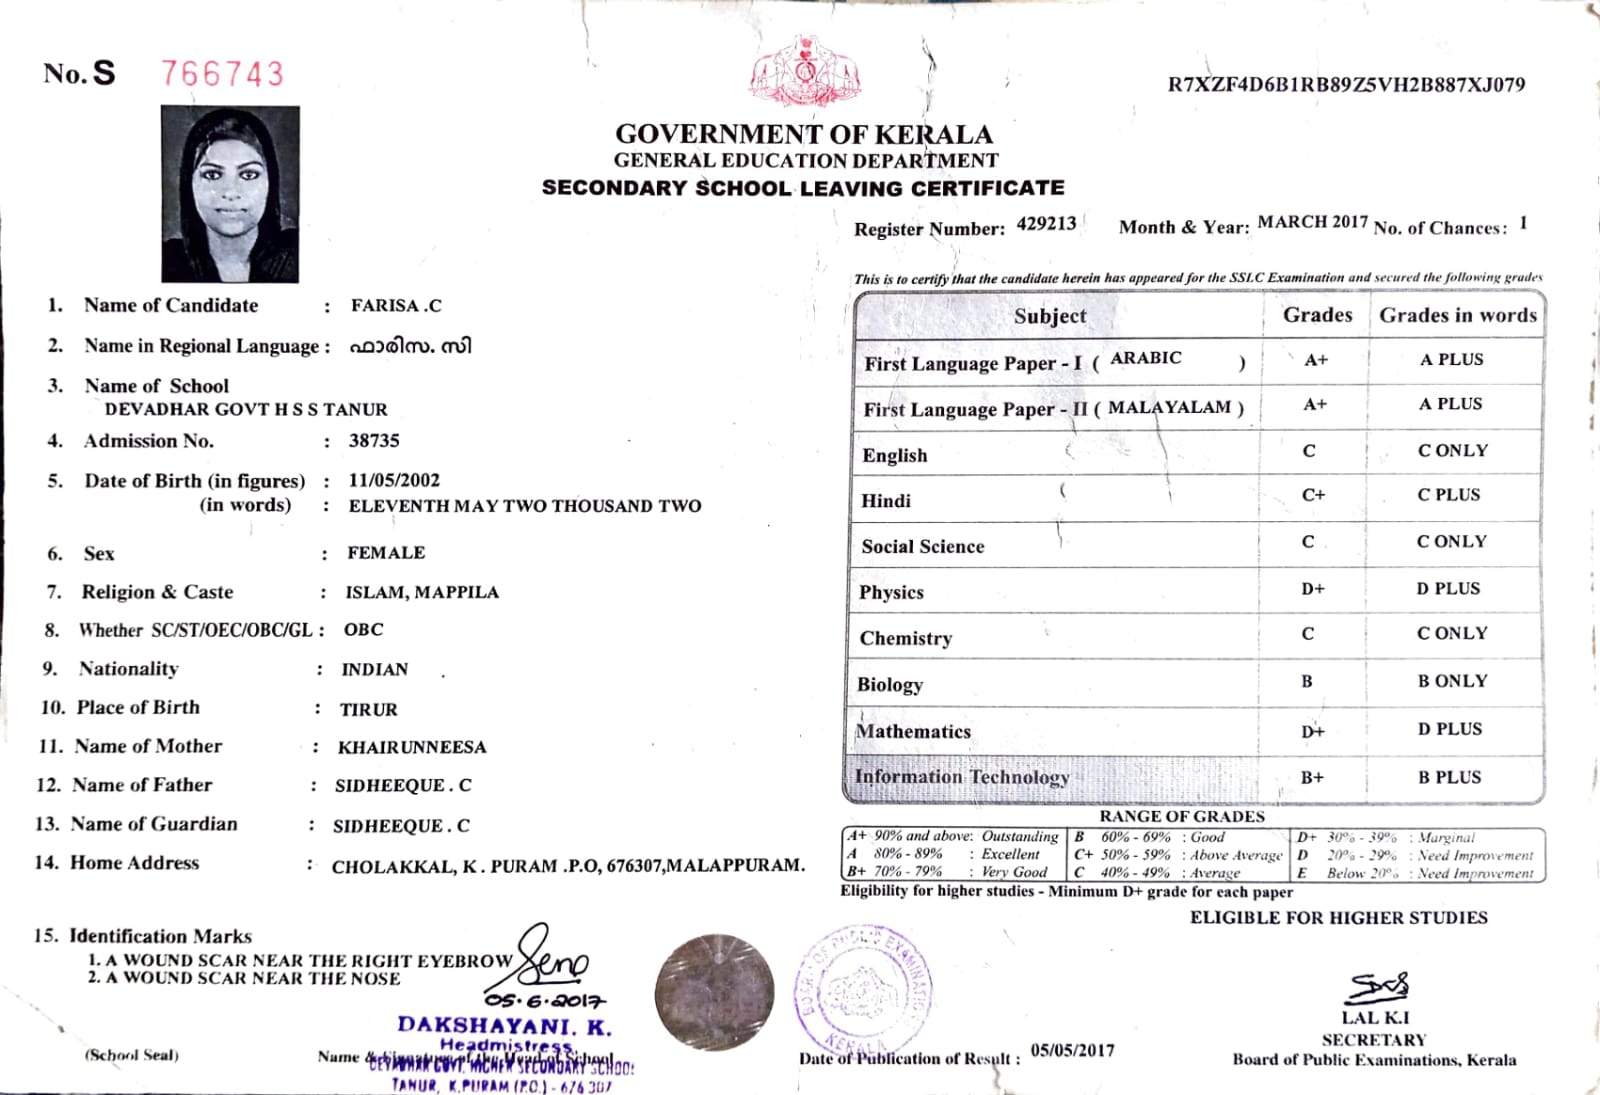 No. S 766743
R7XZF4D6B1RB89Z5VH2B887XJ079
GOVERNMENT OF KERALA
GENERAL EDUCATION DEPARTMENT
SECONDARY SCHOOL LEAVING CERTIFICATE
Register Number: 429213 Month & Year: MARCH 2017 No. of Chances: 1
1. Name of Candidate : FARISA .C
2. Name in Regional Language : ഫാരിസ. സി
3. Name of School
DEVADHAR GOVT H S S TANUR
4. Admission No. : 38735
5. Date of Birth (in figures) : 11/05/2002
(in words) : ELEVENTH MAY TWO THOUSAND TWO
6. Sex : FEMALE
7. Religion & Caste : ISLAM, MAPPILA
8. Whether SC/ST/OEC/OBC/GL : OBC
9. Nationality : INDIAN
10. Place of Birth : TIRUR
11. Name of Mother : KHAIRUNNEESA
12. Name of Father : SIDHEEQUE . C
13. Name of Guardian : SIDHEEQUE . C
14. Home Address : CHOLAKKAL, K . PURAM .P.O, 676307,MALAPPURAM.
15. Identification Marks
1. A WOUND SCAR NEAR THE RIGHT EYEBROW
2. A WOUND SCAR NEAR THE NOSE
05.6.2017
DAKSHAYANI. K.
Headmistress
(School Seal) Name & Signature of the Head of School
DEVADHAR GOVT. HIGHER SECONDARY SCHOOL
TANUR, K.PURAM (P.O.) - 676 307
This is to certify that the candidate herein has appeared for the SSLC Examination and secured the following grades
Subject Grades Grades in words
First Language Paper - I ( ARABIC ) A+ A PLUS
First Language Paper - II ( MALAYALAM ) A+ A PLUS
English C C ONLY
Hindi C+ C PLUS
Social Science C C ONLY
Physics D+ D PLUS
Chemistry C C ONLY
Biology B B ONLY
Mathematics D+ D PLUS
Information Technology B+ B PLUS
RANGE OF GRADES
A+ 90% and above: Outstanding B 60% - 69% : Good D+ 30% - 39% : Marginal
A 80% - 89% : Excellent C+ 50% - 59% : Above Average D 20% - 29% : Need Improvement
B+ 70% - 79% : Very Good C 40% - 49% : Average E Below 20% : Need Improvement
Eligibility for higher studies - Minimum D+ grade for each paper
ELIGIBLE FOR HIGHER STUDIES
BOARD OF PUBLIC EXAMINATIONS
KERALA
LAL K.I
SECRETARY
Date of Publication of Result : 05/05/2017
Board of Public Examinations, Kerala